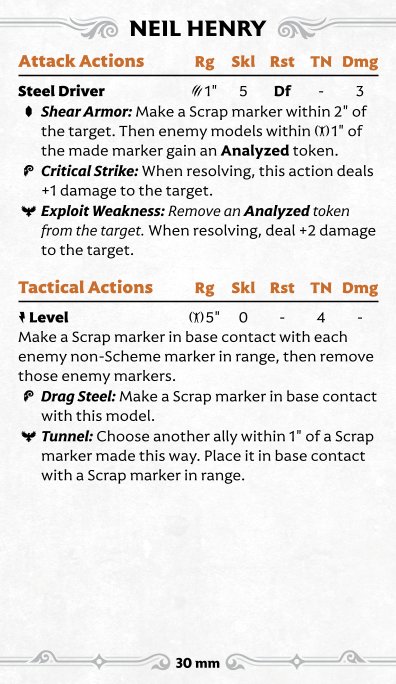 NEIL HENRY
Attack Actions Rg Skl Rst TN Dmg
Steel Driver 1" 5 Df - 3
Shear Armor: Make a Scrap marker within 2" of
the target. Then enemy models within 1" of
the made marker gain an Analyzed token.
Critical Strike: When resolving, this action deals
+1 damage to the target.
Exploit Weakness: Remove an Analyzed token
from the target. When resolving, deal +2 damage
to the target.
Tactical Actions Rg Skl Rst TN Dmg
Level 5" 0 - 4 -
Make a Scrap marker in base contact with each
enemy non-Scheme marker in range, then remove
those enemy markers.
Drag Steel: Make a Scrap marker in base contact
with this model.
Tunnel: Choose another ally within 1" of a Scrap
marker made this way. Place it in base contact
with a Scrap marker in range.
30 mm